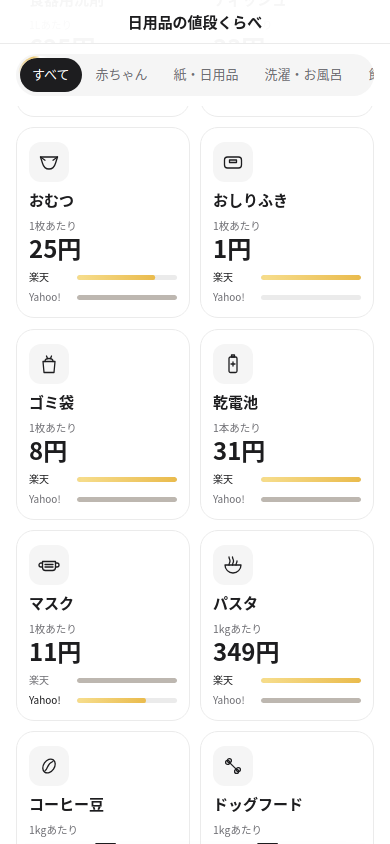 日用品の値段くらべ
すべて 赤ちゃん 紙・日用品 洗濯・お風呂
おむつ
1枚あたり
25円
楽天
Yahoo!
おしりふき
1枚あたり
1円
楽天
Yahoo!
ゴミ袋
1枚あたり
8円
楽天
Yahoo!
乾電池
1本あたり
31円
楽天
Yahoo!
マスク
1枚あたり
11円
楽天
Yahoo!
パスタ
1kgあたり
349円
楽天
Yahoo!
コーヒー豆
1kgあたり
ドッグフード
1kgあたり